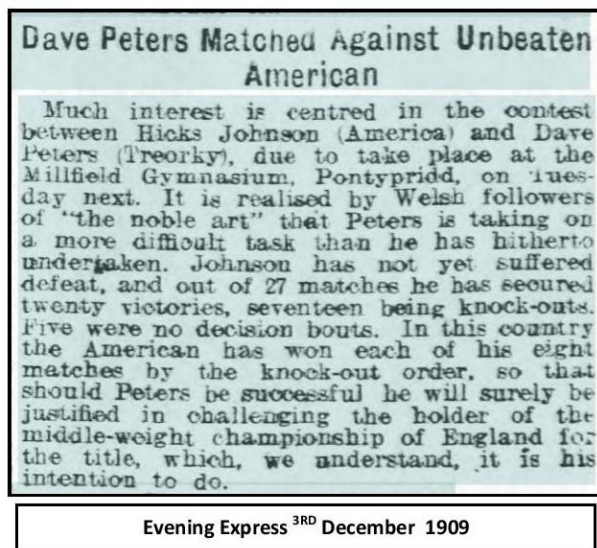 Dave Peters Matched Against Unbeaten
American
Much interest is centred in the contest
between Hicks Johnson (America) and Dave
Peters (Treorky), due to take place at the
Millfield Gymnasium, Pontypridd, on Tues-
day next. It is realised by Welsh followers
of "the noble art" that Peters is taking on
a more difficult task than he has hitherto
undertaken. Johnson has not yet suffered
defeat, and out of 27 matches he has secured
twenty victories, seventeen being knock-outs.
Five were no decision bouts. In this country
the American has won each of his eight
matches by the knock-out order, so that
should Peters be successful he will surely be
justified in challenging the holder of the
middle-weight championship of England for
the title, which, we understand, it is his
intention to do.
Evening Express 3RD December 1909